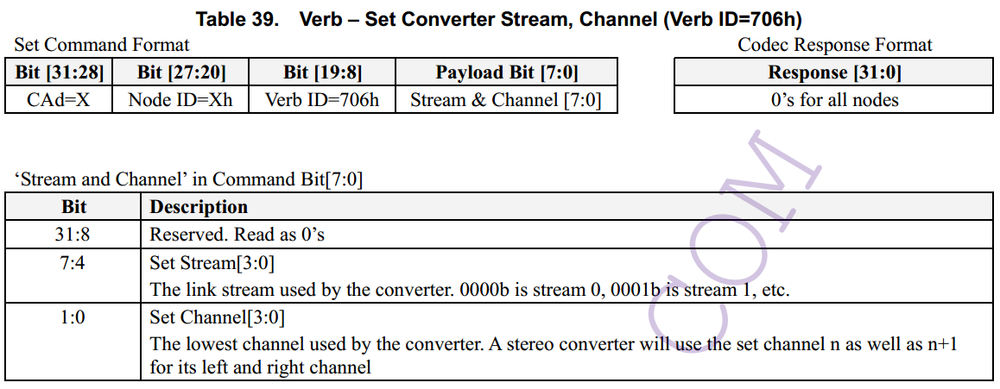 Table 39. Verb – Set Converter Stream, Channel (Verb ID=706h)
Set Command Format Codec Response Format
Bit [31:28] Bit [27:20] Bit [19:8] Payload Bit [7:0] Response [31:0]
CAd=X Node ID=Xh Verb ID=706h Stream & Channel [7:0] 0’s for all nodes
‘Stream and Channel’ in Command Bit[7:0]
Bit Description
31:8 Reserved. Read as 0’s
7:4 Set Stream[3:0]
The link stream used by the converter. 0000b is stream 0, 0001b is stream 1, etc.
1:0 Set Channel[3:0]
The lowest channel used by the converter. A stereo converter will use the set channel n as well as n+1
for its left and right channel
COM